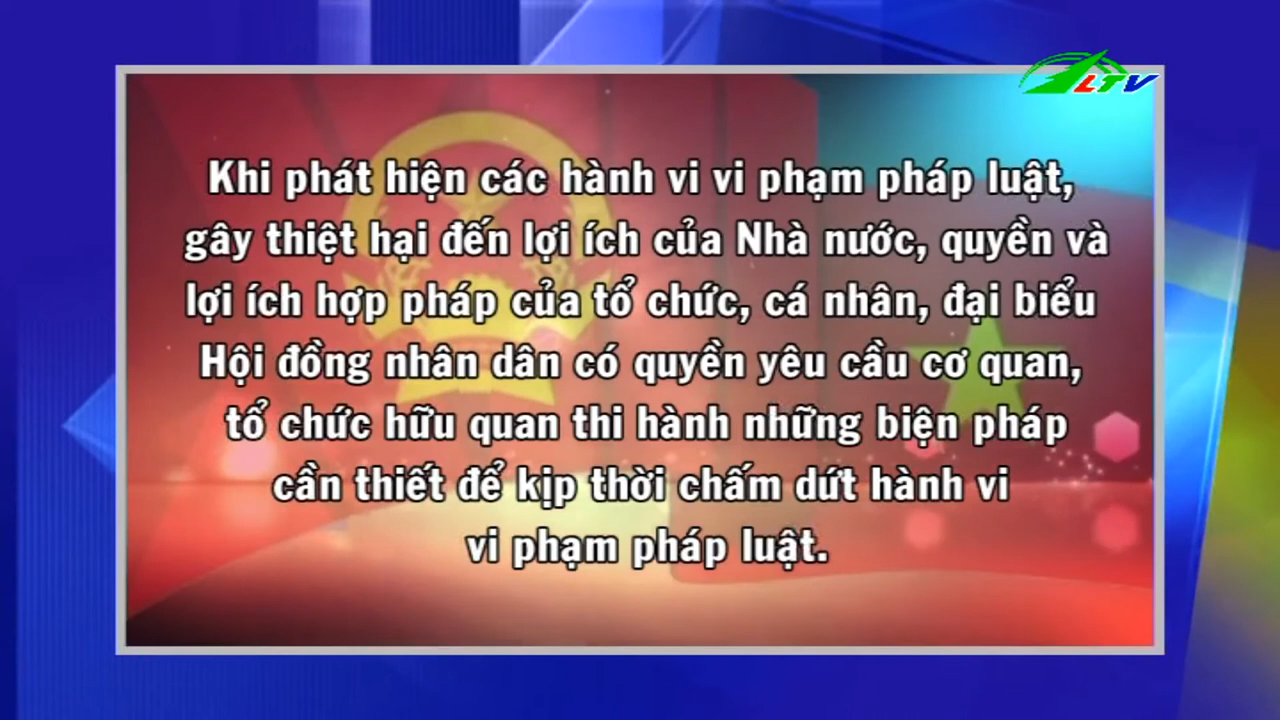 LTV
Khi phát hiện các hành vi vi phạm pháp luật,
gây thiệt hại đến lợi ích của Nhà nước, quyền và
lợi ích hợp pháp của tổ chức, cá nhân, đại biểu
Hội đồng nhân dân có quyền yêu cầu cơ quan,
tổ chức hữu quan thi hành những biện pháp
cần thiết để kịp thời chấm dứt hành vi
vi phạm pháp luật.